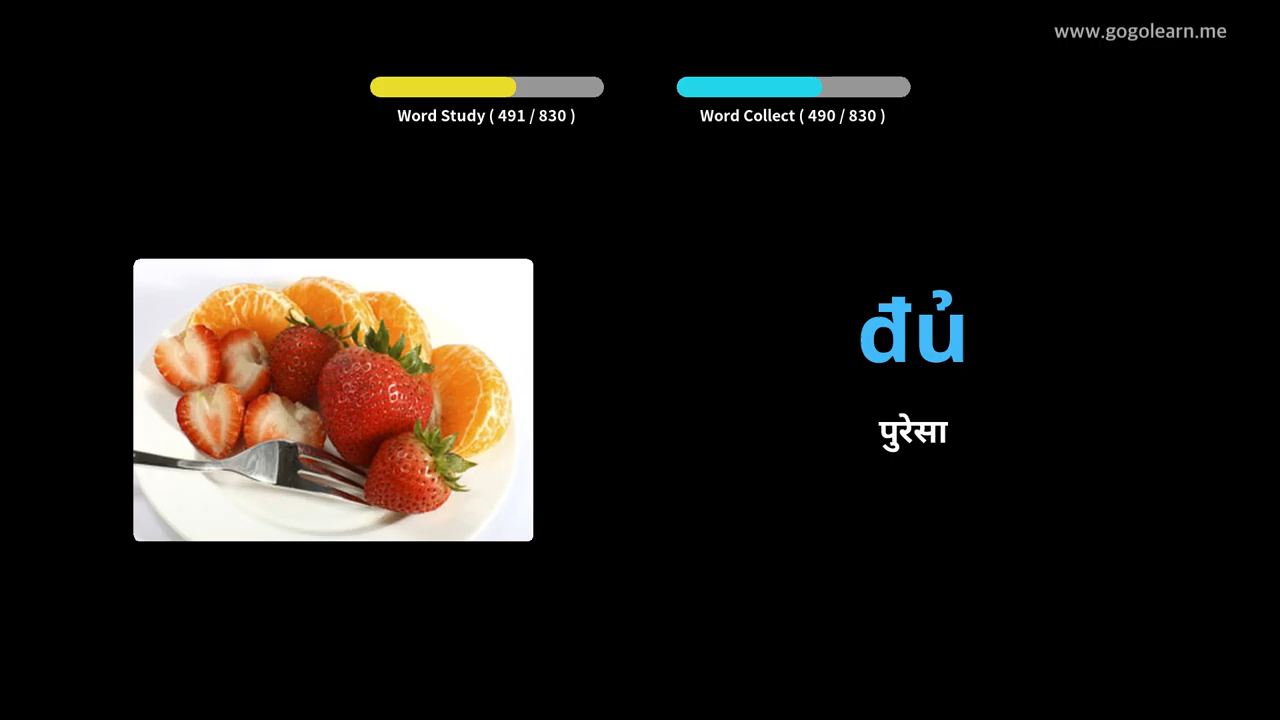 www.gogolearn.me
Word Study ( 491 / 830 )
Word Collect ( 490 / 830 )
đủ
पुरेसा